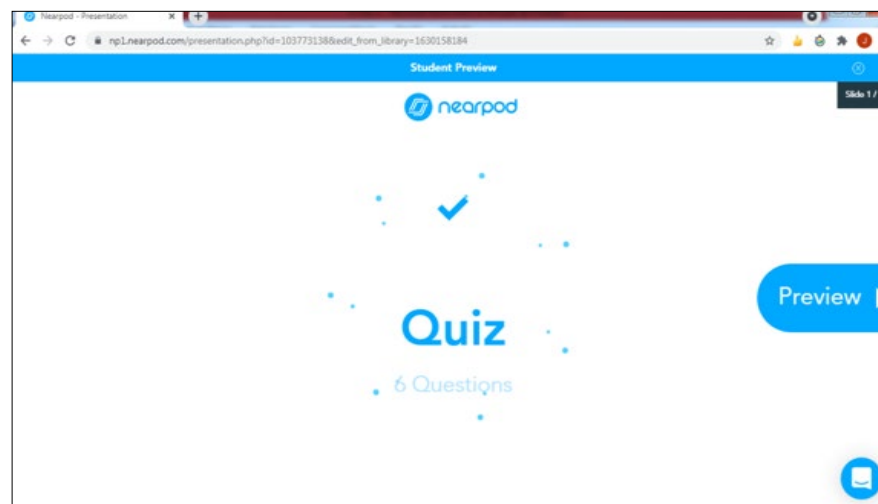 Nearpod - Presentation
np1.nearpod.com/presentation.php?id=103773138&edit_from_library=1630158184
J
Student Preview
nearpod
Slide 1 /
Quiz
Preview
6 Questions